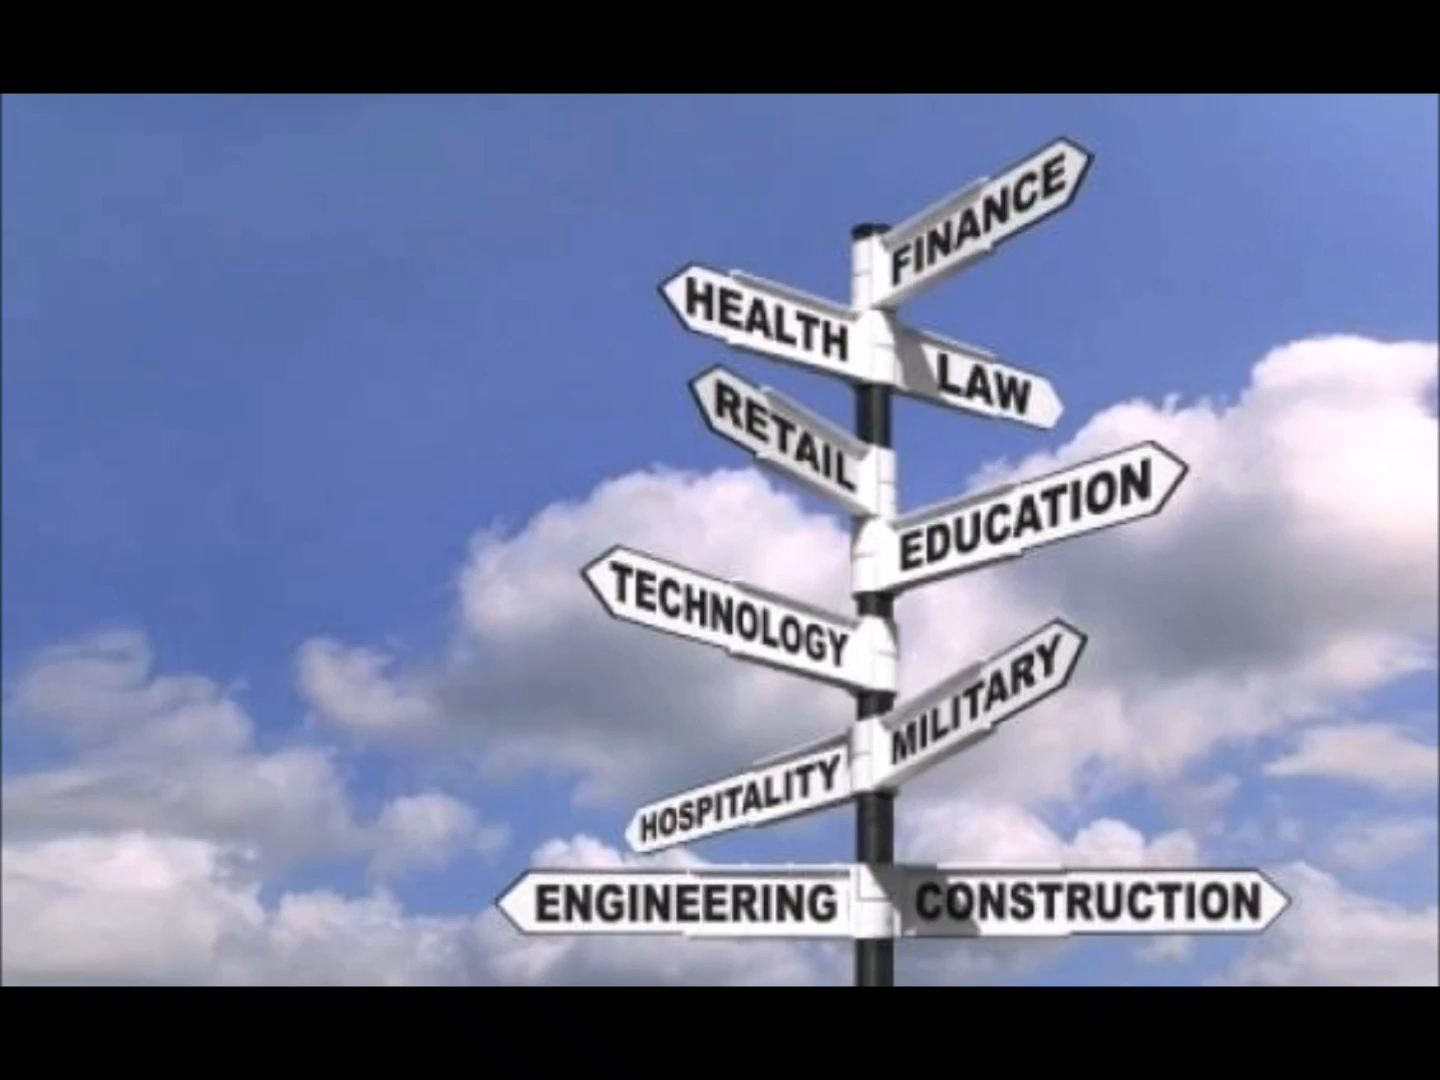 FINANCE
HEALTH
LAW
RETAIL
EDUCATION
TECHNOLOGY
MILITARY
HOSPITALITY
ENGINEERING
CONSTRUCTION